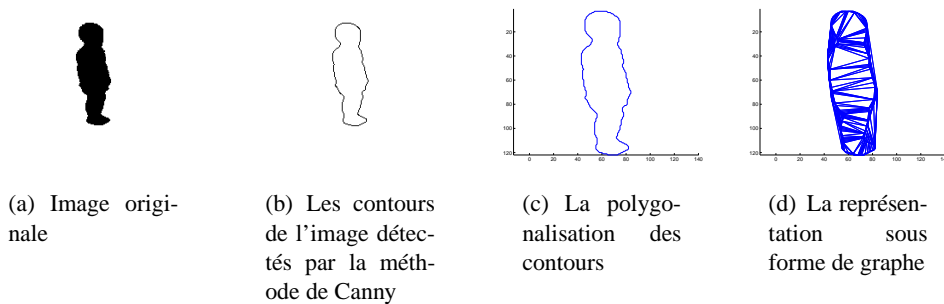 20
40
60
80
100
120
0 20 40 60 80 100 120 140
20
40
60
80
100
120
0 20 40 60 80 100 120
(a) Image origi-
nale
(b) Les contours
de l'image détec-
tés par la méth-
ode de Canny
(c) La polygo-
nalisation des
contours
(d) La représen-
tation sous
forme de graphe